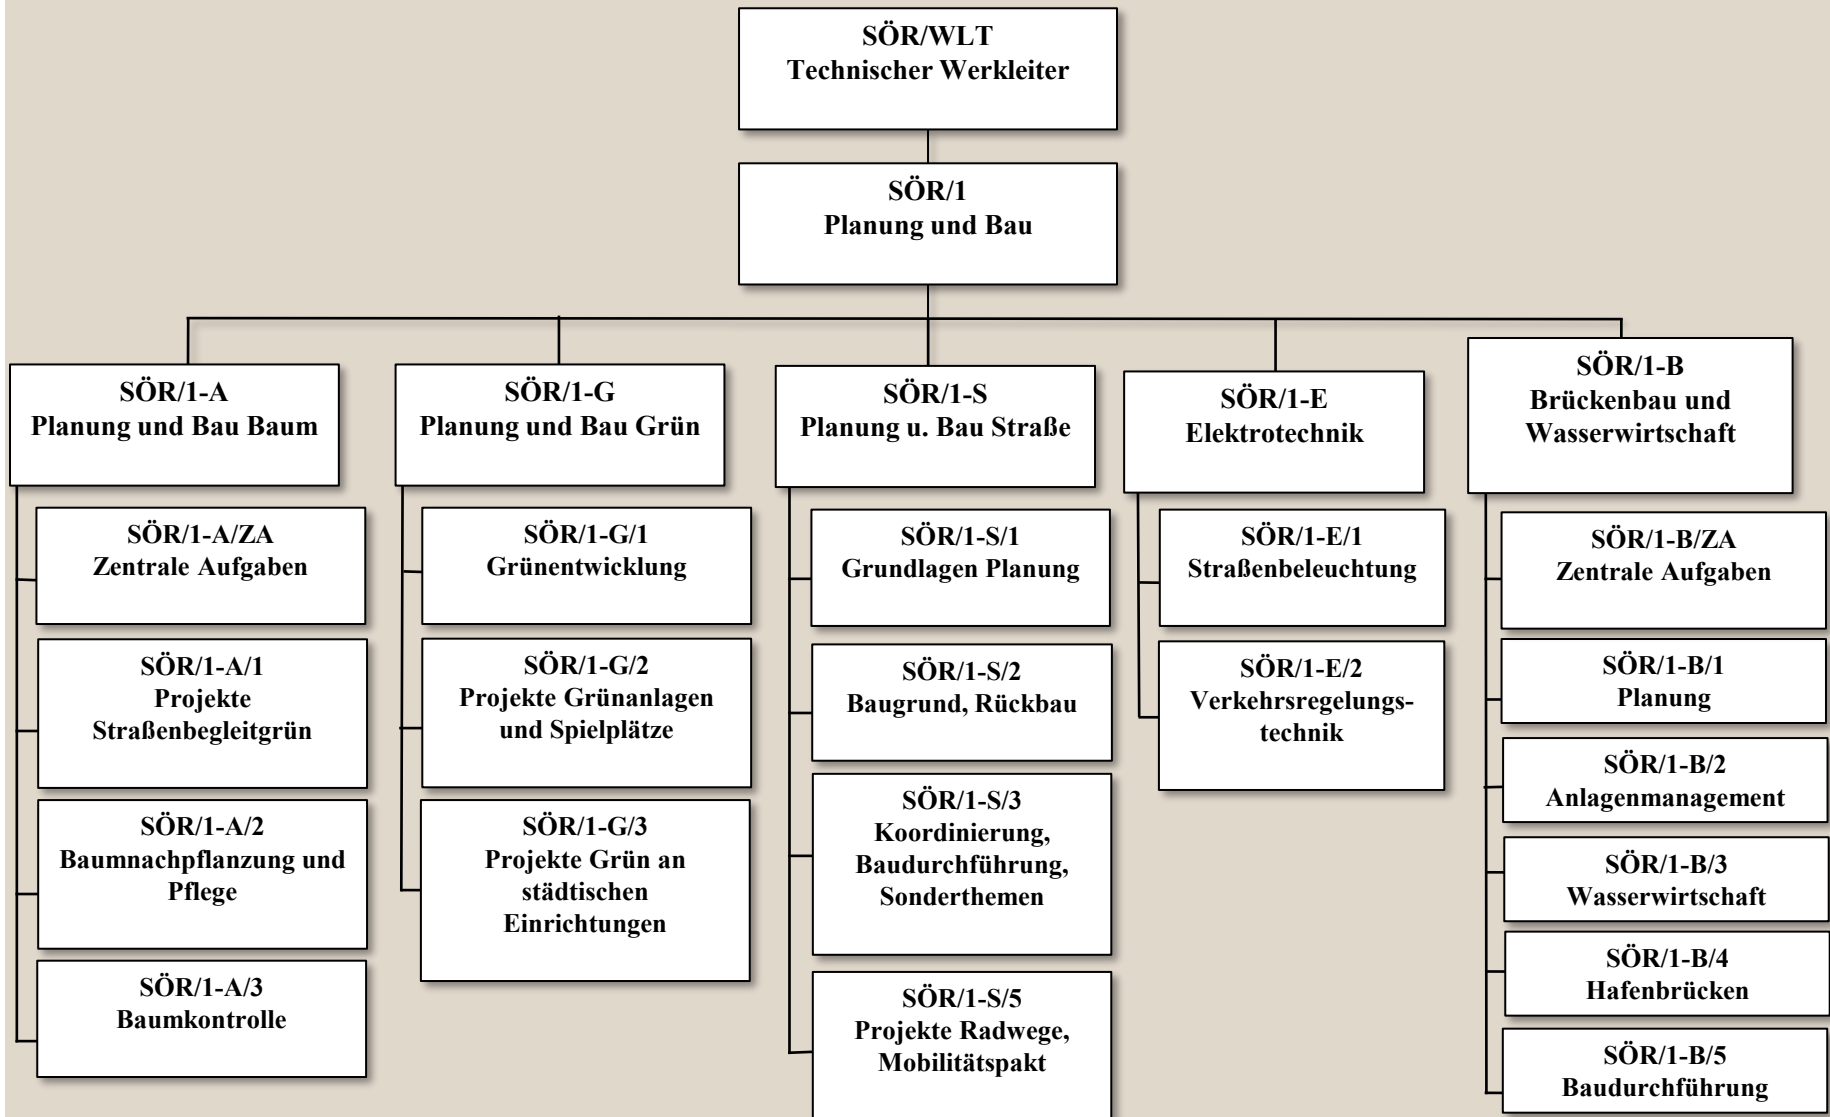 SÖR/WLT
Technischer Werkleiter
SÖR/1
Planung und Bau
SÖR/1-A
Planung und Bau Baum
SÖR/1-A/ZA
Zentrale Aufgaben
SÖR/1-A/1
Projekte
Straßenbegleitgrün
SÖR/1-A/2
Baumnachpflanzung und
Pflege
SÖR/1-A/3
Baumkontrolle
SÖR/1-G
Planung und Bau Grün
SÖR/1-G/1
Grünentwicklung
SÖR/1-G/2
Projekte Grünanlagen
und Spielplätze
SÖR/1-G/3
Projekte Grün an
städtischen
Einrichtungen
SÖR/1-S
Planung u. Bau Straße
SÖR/1-S/1
Grundlagen Planung
SÖR/1-S/2
Baugrund, Rückbau
SÖR/1-S/3
Koordinierung,
Baudurchführung,
Sonderthemen
SÖR/1-S/5
Projekte Radwege,
Mobilitätspakt
SÖR/1-E
Elektrotechnik
SÖR/1-E/1
Straßenbeleuchtung
SÖR/1-E/2
Verkehrsregelungs-
technik
SÖR/1-B
Brückenbau und
Wasserwirtschaft
SÖR/1-B/ZA
Zentrale Aufgaben
SÖR/1-B/1
Planung
SÖR/1-B/2
Anlagenmanagement
SÖR/1-B/3
Wasserwirtschaft
SÖR/1-B/4
Hafenbrücken
SÖR/1-B/5
Baudurchführung